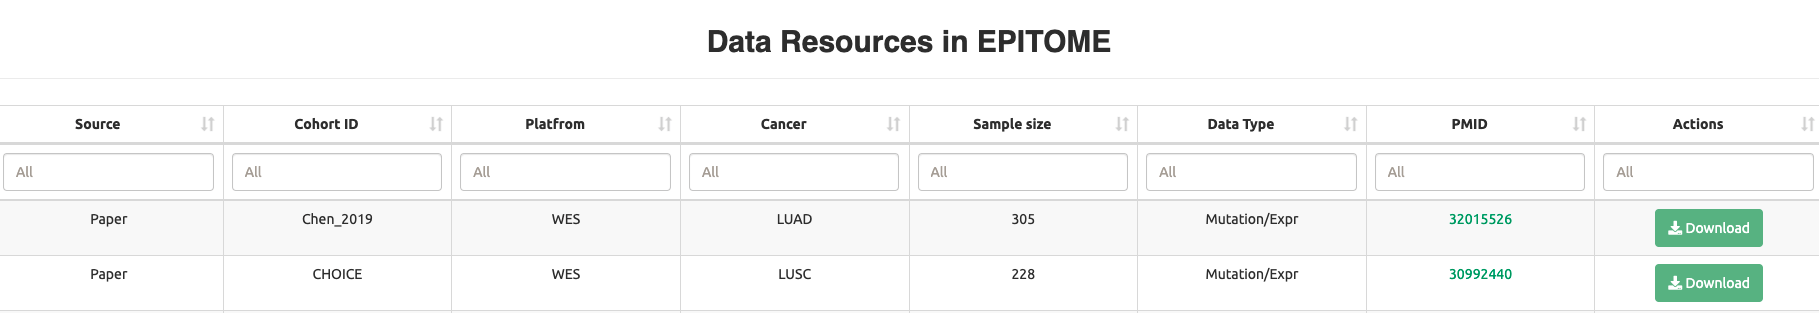 Data Resources in EPITOME
Source Cohort ID Platfrom Cancer Sample size Data Type PMID Actions
All All All All All All All All
Paper Chen_2019 WES LUAD 305 Mutation/Expr 32015526 Download
Paper CHOICE WES LUSC 228 Mutation/Expr 30992440 Download